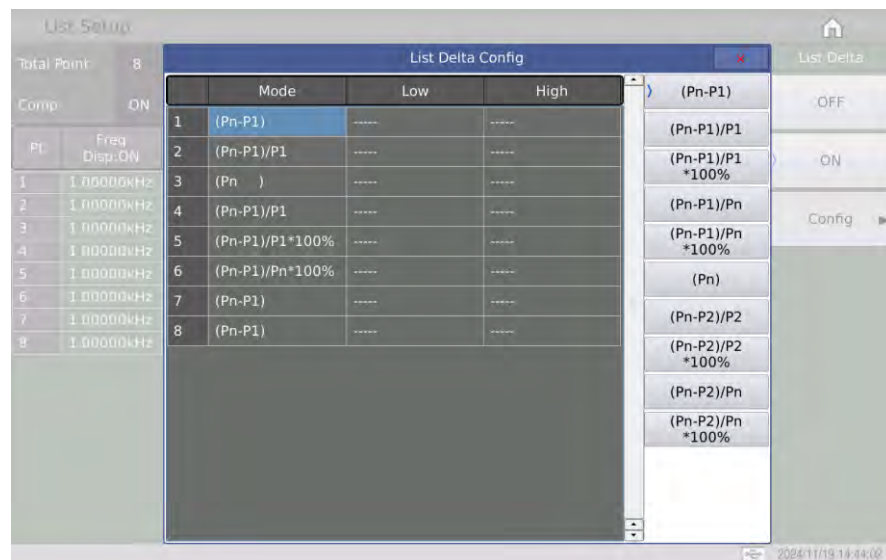 List Setup
List Delta Config
Total Point 8
List Delta
Comp ON
Mode Low High
(Pn-P1)
OFF
Pt. Freq
Disp:ON
1 (Pn-P1) ----- -----
(Pn-P1)/P1
2 (Pn-P1)/P1 ----- -----
(Pn-P1)/P1
*100%
ON
3 (Pn ) ----- -----
4 (Pn-P1)/P1 ----- -----
(Pn-P1)/Pn
Config
5 (Pn-P1)/P1*100% ----- -----
(Pn-P1)/Pn
*100%
6 (Pn-P1)/Pn*100% ----- -----
(Pn)
7 (Pn-P1) ----- -----
8 (Pn-P1) ----- -----
(Pn-P2)/P2
(Pn-P2)/P2
*100%
(Pn-P2)/Pn
(Pn-P2)/Pn
*100%
1 1.00000kHz
2 1.00000kHz
3 1.00000kHz
4 1.00000kHz
5 1.00000kHz
6 1.00000kHz
7 1.00000kHz
8 1.00000kHz
2024/11/19 14:44:02